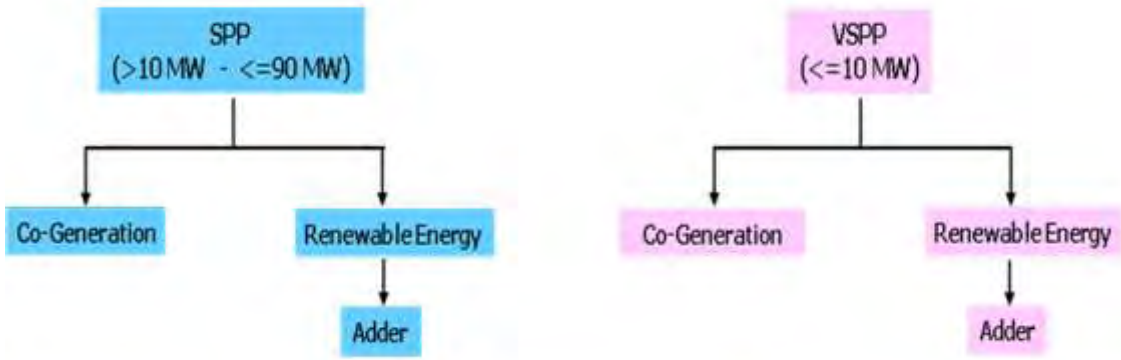 SPP
(>10 MW - <=90 MW)
VSPP
(<=10 MW)
Co-Generation
Renewable Energy
Co-Generation
Renewable Energy
Adder
Adder